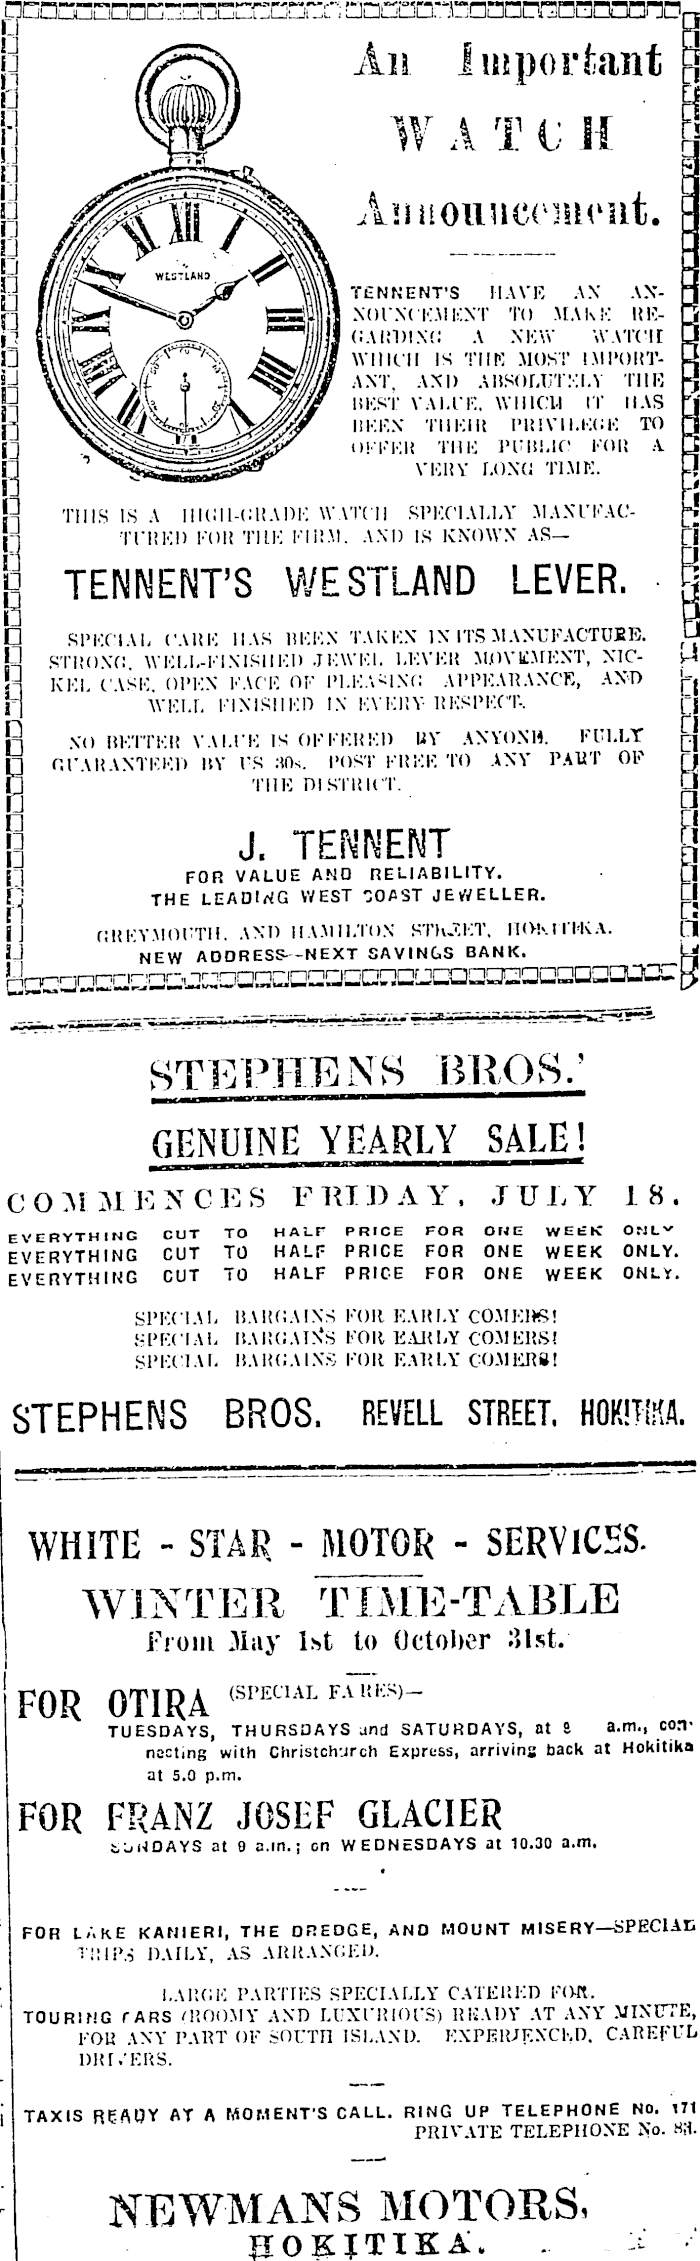 An Important
WATCH
Announcement.
WESTLAND
TENNENT'S HAVE AN AN-
NOUNCEMENT TO MAKE RE-
GARDING A NEW WATCH
WHICH IS THE MOST IMPORT-
ANT, AND ABSOLUTELY THE
BEST VALUE, WHICH IT HAS
BEEN THEIR PRIVILEGE TO
OFFER THE PUBLIC FOR A
VERY LONG TIME.
THIS IS A HIGH-GRADE WATCH SPECIALLY MANUFAC-
TURED FOR THE FIRM, AND IS KNOWN AS—
TENNENT'S WESTLAND LEVER.
SPECIAL CARE HAS BEEN TAKEN IN ITS MANUFACTURE.
STRONG, WELL-FINISHED JEWEL LEVER MOVEMENT, NIC-
KEL CASE, OPEN FACE OF PLEASING APPEARANCE, AND
WELL FINISHED IN EVERY RESPECT.
NO BETTER VALUE IS OFFERED BY ANYONE. FULLY
GUARANTEED BY US 30s. POST FREE TO ANY PART OF
THE DISTRICT.
J. TENNENT
FOR VALUE AND RELIABILITY.
THE LEADING WEST COAST JEWELLER.
GREYMOUTH, AND HAMILTON STREET, HOKITIKA.
NEW ADDRESS--NEXT SAVINGS BANK.
STEPHENS BROS.'
GENUINE YEARLY SALE!
COMMENCES FRIDAY, JULY 18.
EVERYTHING CUT TO HALF PRICE FOR ONE WEEK ONLY
EVERYTHING CUT TO HALF PRICE FOR ONE WEEK ONLY.
EVERYTHING CUT TO HALF PRICE FOR ONE WEEK ONLY.
SPECIAL BARGAINS FOR EARLY COMERS!
SPECIAL BARGAINS FOR EARLY COMERS!
SPECIAL BARGAINS FOR EARLY COMERS!
STEPHENS BROS. REVELL STREET, HOKITIKA.
WHITE - STAR - MOTOR - SERVICES.
WINTER TIME-TABLE
From May 1st to October 31st.
FOR OTIRA (SPECIAL FARES)—
TUESDAYS, THURSDAYS and SATURDAYS, at a.m., con-
necting with Christchurch Express, arriving back at Hokitika
at 5.0 p.m.
FOR FRANZ JOSEF GLACIER
SUNDAYS at 9 a.m.; on WEDNESDAYS at 10.30 a.m.
FOR LAKE KANIERI, THE DREDGE, AND MOUNT MISERY—SPECIAL
TRIPS DAILY, AS ARRANGED.
LARGE PARTIES SPECIALLY CATERED FOR.
TOURING CARS (ROOMY AND LUXURIOUS) READY AT ANY MINUTE,
FOR ANY PART OF SOUTH ISLAND. EXPERIENCED, CAREFUL
DRIVERS.
TAXIS READY AT A MOMENT'S CALL. RING UP TELEPHONE No. 171
PRIVATE TELEPHONE No.
NEWMANS MOTORS,
HOKITIKA.